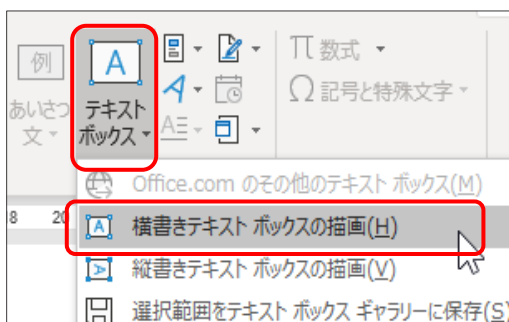 例
あいさつ
文
A
テキスト
ボックス
π 数式
Ω 記号と特殊文字
Office.com のその他のテキスト ボックス(M)
8 20
横書きテキスト ボックスの描画(H)
縦書きテキスト ボックスの描画(V)
選択範囲をテキスト ボックス ギャラリーに保存(S)